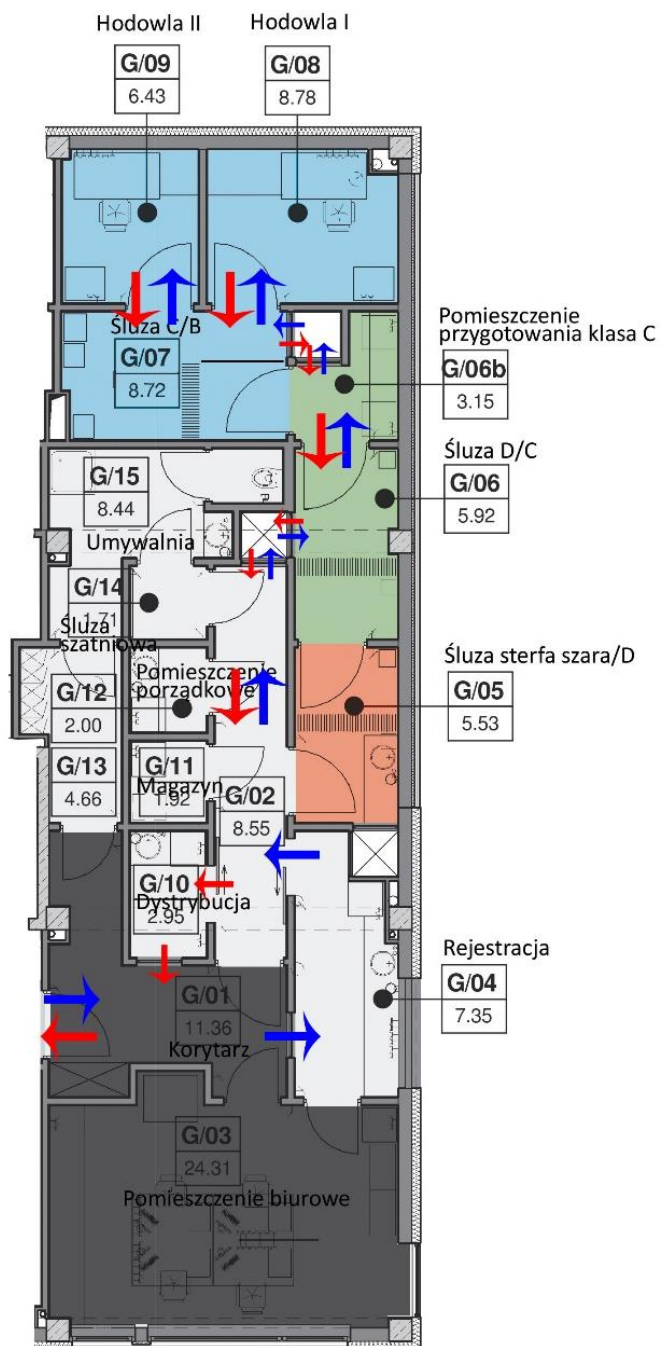 Hodowla II
Hodowla I
G/09
6.43
G/08
8.78
Śluza C/B
G/07
8.72
Pomieszczenie
przygotowania klasa C
G/06b
3.15
Śluza D/C
G/06
5.92
G/15
8.44
Umywalnia
G/14
1.71
Śluza
szatniowa
Śluza sterfa szara/D
G/05
5.53
Pomieszczenie
porządkowe
G/12
2.00
G/13
4.66
G/11
Magazyn
1.92
G/02
8.55
G/10
Dystrybucja
2.95
Rejestracja
G/04
7.35
G/01
11.36
Korytarz
G/03
24.31
Pomieszczenie biurowe